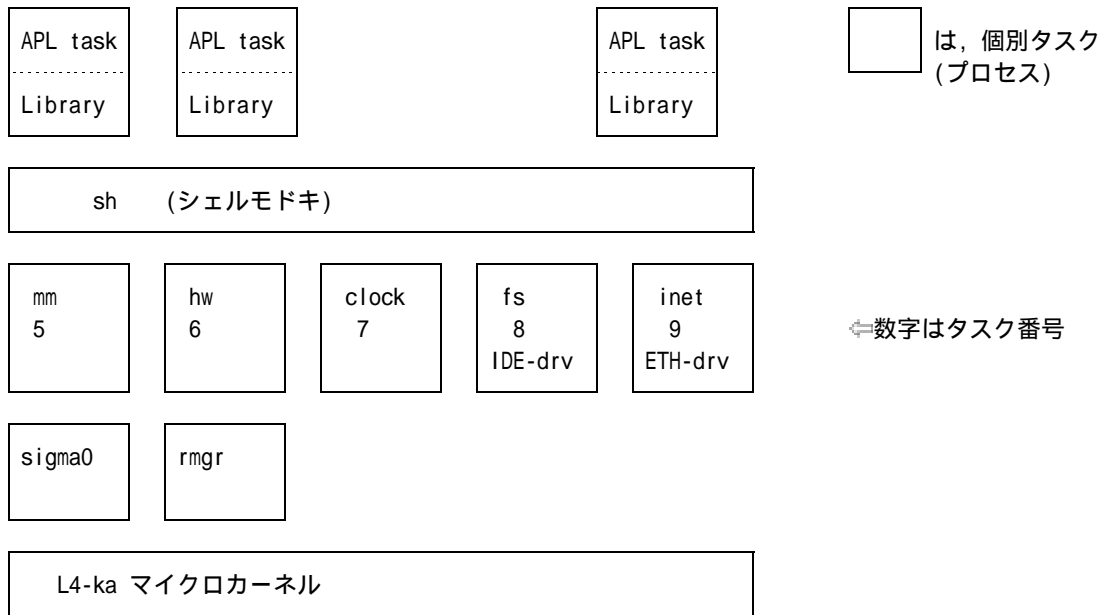 APL task
Library
APL task
Library
APL task
Library
は，個別タスク
(プロセス)
sh (シェルモドキ)
mm
5
hw
6
clock
7
fs
8
IDE-drv
inet
9
ETH-drv
⇦数字はタスク番号
sigma0
rmgr
L4-ka マイクロカーネル